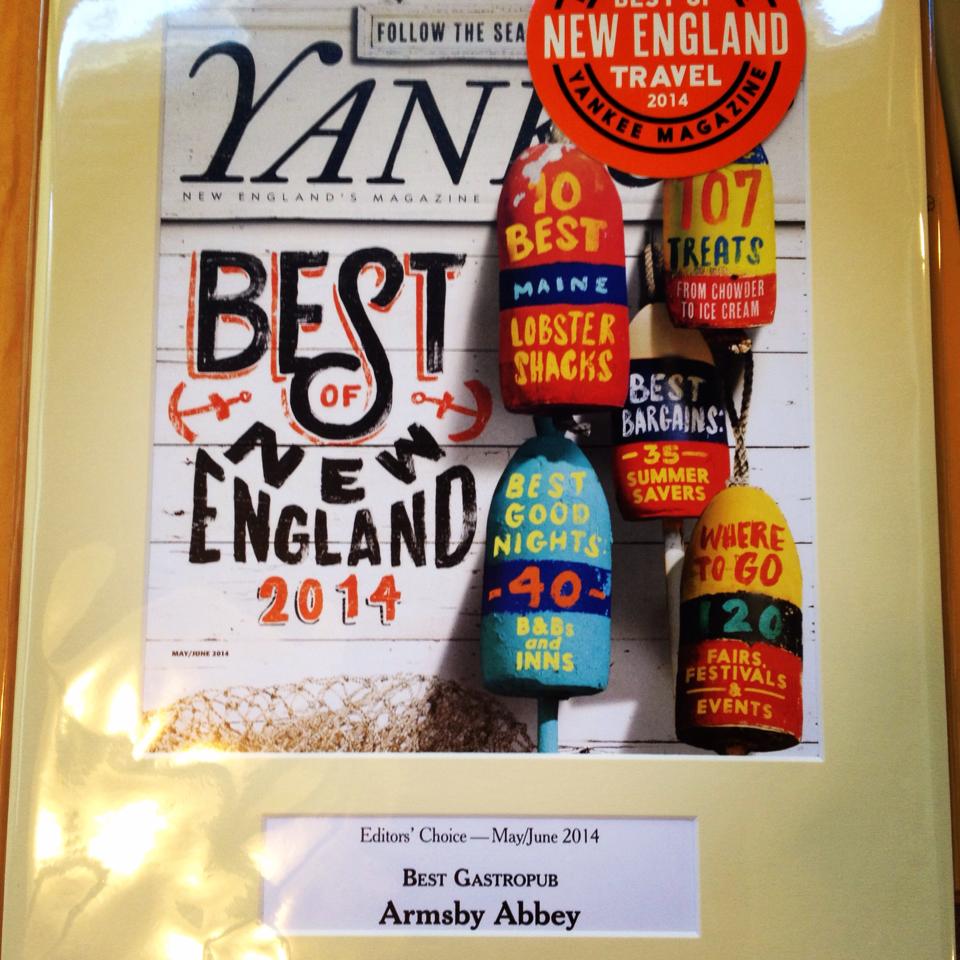 FOLLOW THE SEA
BEST OF
NEW ENGLAND
TRAVEL
2014
YANKEE MAGAZINE
YANK
NEW ENGLAND'S MAGAZINE
BEST
OF
NEW
ENGLAND
2014
MAY/JUNE 2014
10
BEST
MAINE
LOBSTER
SHACKS
107
TREATS
FROM CHOWDER
TO ICE CREAM
BEST
BARGAINS:
-35-
SUMMER
SAVERS
BEST
GOOD
NIGHTS:
-40-
B&Bs
and
INNS
WHERE
TO GO
120
FAIRS,
FESTIVALS
&
EVENTS
Editors' Choice — May/June 2014
BEST GASTROPUB
Armsby Abbey